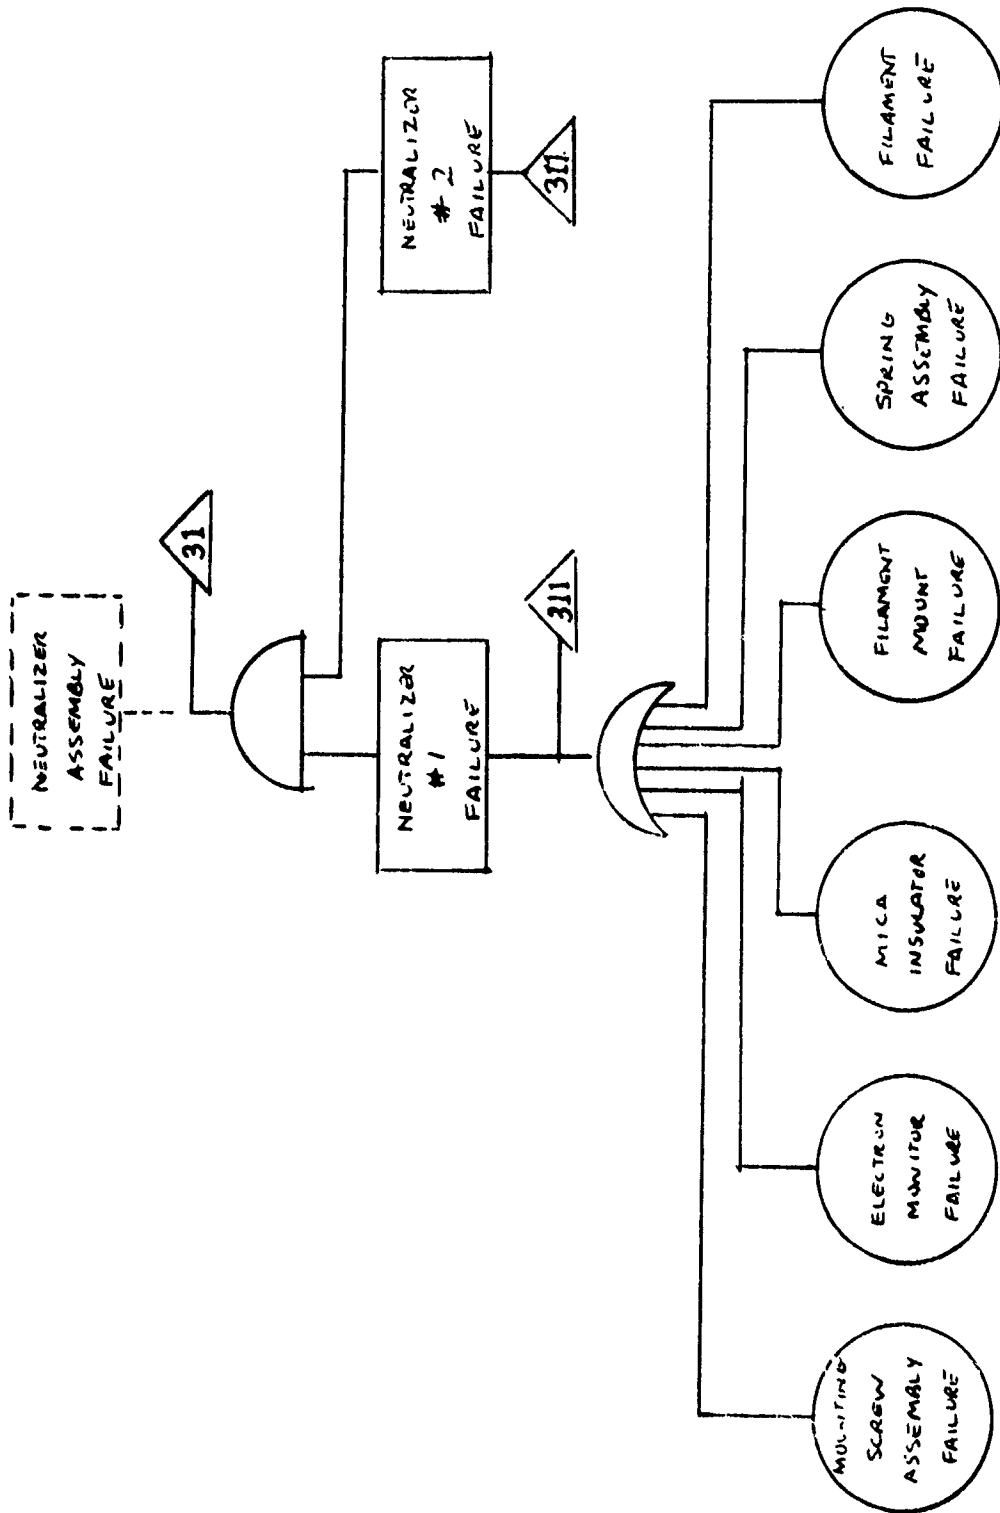 NEUTRALIZER
ASSEMBLY
FAILURE
31
NEUTRALIZER
#1
FAILURE
NEUTRALIZOR
# 2
FAILURE
311
311
MOUNTING
SCREW
ASSEMBLY
FAILURE
ELECTRON
MONITOR
FAILURE
MICA
INSULATOR
FAILURE
FILAMENT
MOUNT
FAILURE
SPRING
ASSEMBLY
FAILURE
FILAMENT
FAILURE